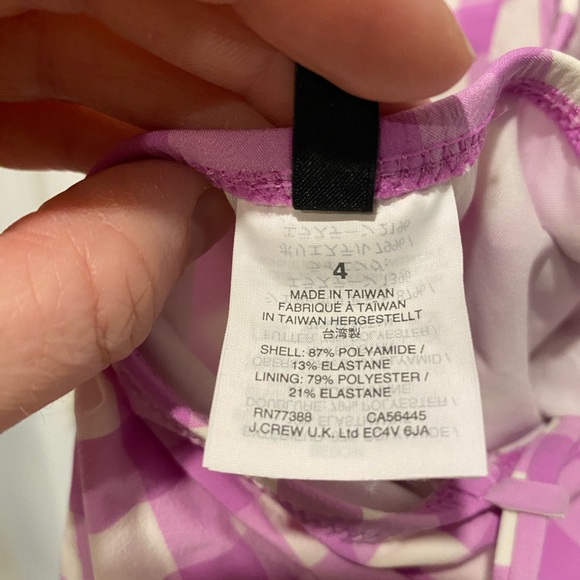 4
MADE IN TAIWAN
FABRIQUÉ À TAÏWAN
IN TAIWAN HERGESTELLT
台湾製
SHELL: 87% POLYAMIDE /
13% ELASTANE
LINING: 79% POLYESTER /
21% ELASTANE
RN77388 CA56445
J.CREW U.K. Ltd EC4V 6JA